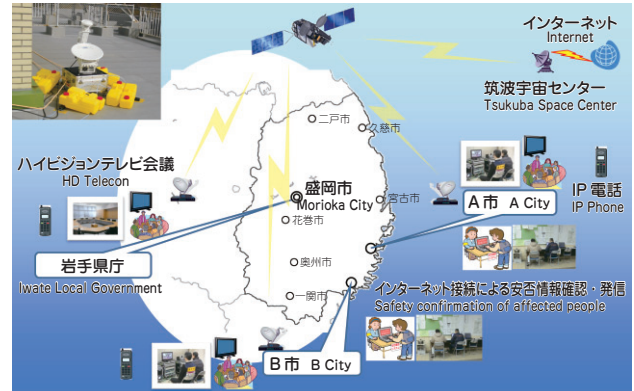 インターネット
Internet
筑波宇宙センター
Tsukuba Space Center
二戸市
久慈市
ハイビジョンテレビ会議
HD Telecon
盛岡市
Morioka City
宮古市
IP 電話
IP Phone
A市 A City
花巻市
岩手県庁
Iwate Local Government
奥州市
一関市
インターネット接続による安否情報確認・発信
Safety confirmation of affected people
B市 B City